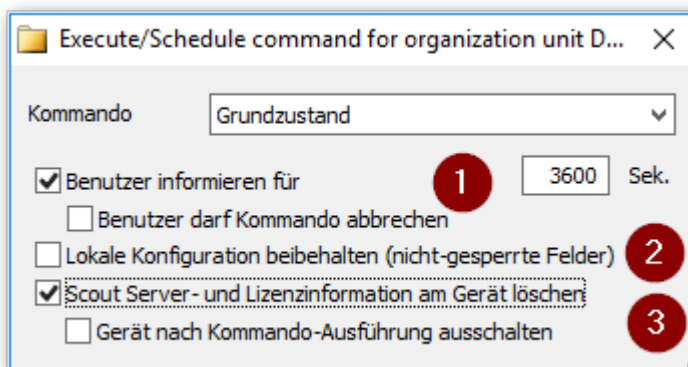 Execute/Schedule command for organization unit D...
Kommando Grundzustand
Benutzer informieren für 1 3600 Sek.
Benutzer darf Kommando abbrechen
Lokale Konfiguration beibehalten (nicht-gesperrte Felder) 2
Scout Server- und Lizenzinformation am Gerät löschen
Gerät nach Kommando-Ausführung ausschalten 3